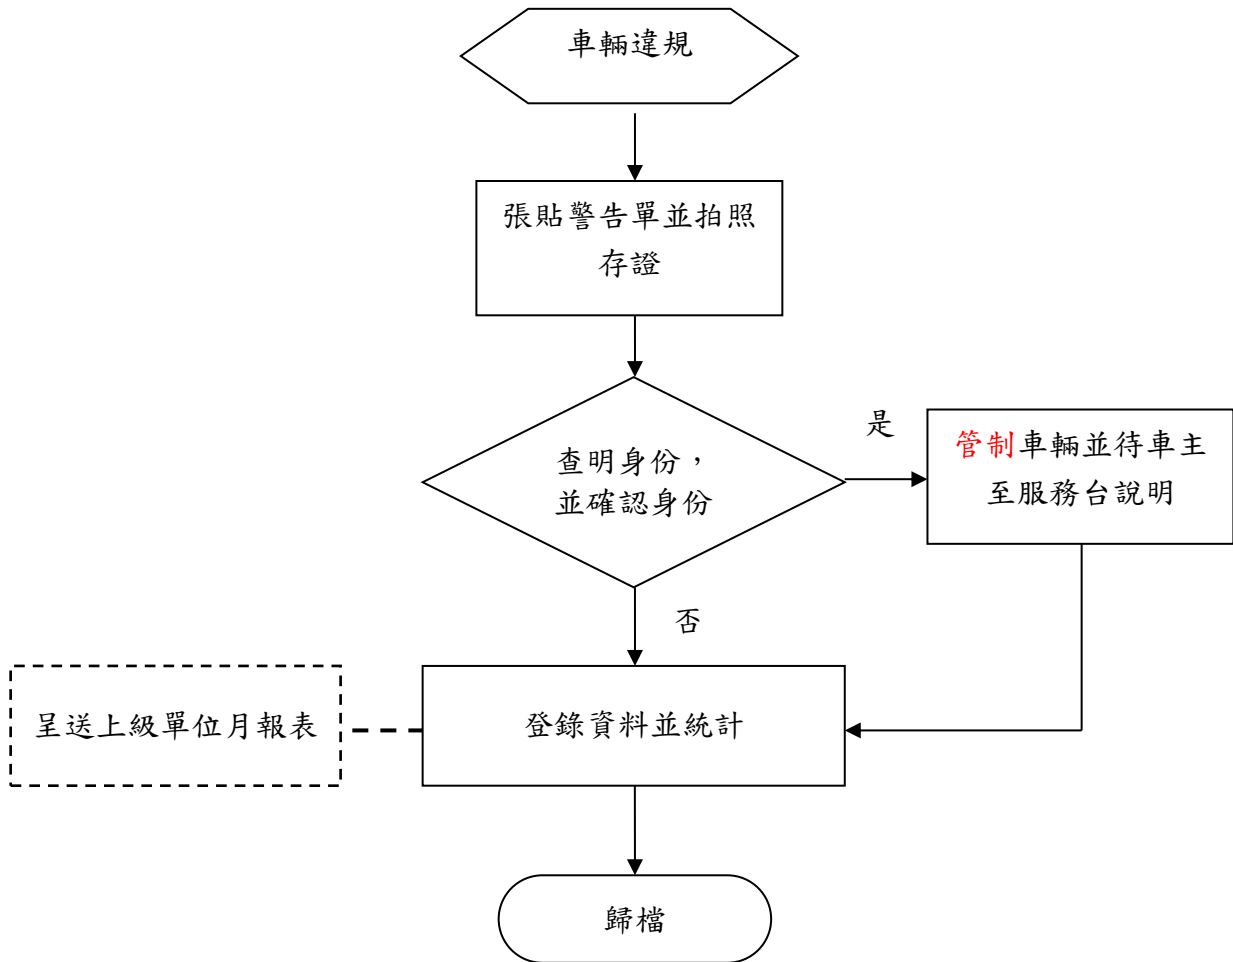 車輛違規
張貼警告單並拍照
存證
查明身份，
並確認身份
是
管制車輛並待車主
至服務台說明
否
呈送上級單位月報表
登錄資料並統計
歸檔